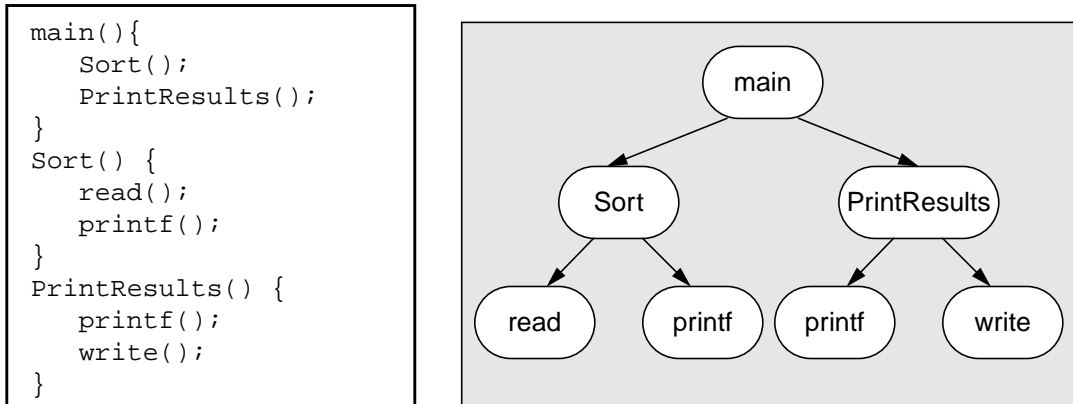 main(){
   Sort();
   PrintResults();
}
Sort() {
   read();
   printf();
}
PrintResults() {
   printf();
   write();
}
main
Sort PrintResults
read printf printf write